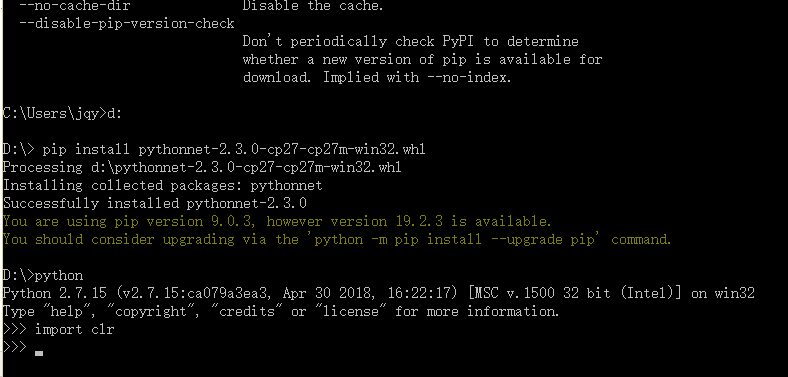 --no-cache-dir Disable the cache.
--disable-pip-version-check
Don't periodically check PyPI to determine
whether a new version of pip is available for
download. Implied with --no-index.
C:\Users\jqy>d:
D:\> pip install pythonnet-2.3.0-cp27-cp27m-win32.whl
Processing d:\pythonnet-2.3.0-cp27-cp27m-win32.whl
Installing collected packages: pythonnet
Successfully installed pythonnet-2.3.0
You are using pip version 9.0.3, however version 19.2.3 is available.
You should consider upgrading via the 'python -m pip install --upgrade pip' command.
D:\>python
Python 2.7.15 (v2.7.15:ca079a3ea3, Apr 30 2018, 16:22:17) [MSC v.1500 32 bit (Intel)] on win32
Type "help", "copyright", "credits" or "license" for more information.
>>> import clr
>>>